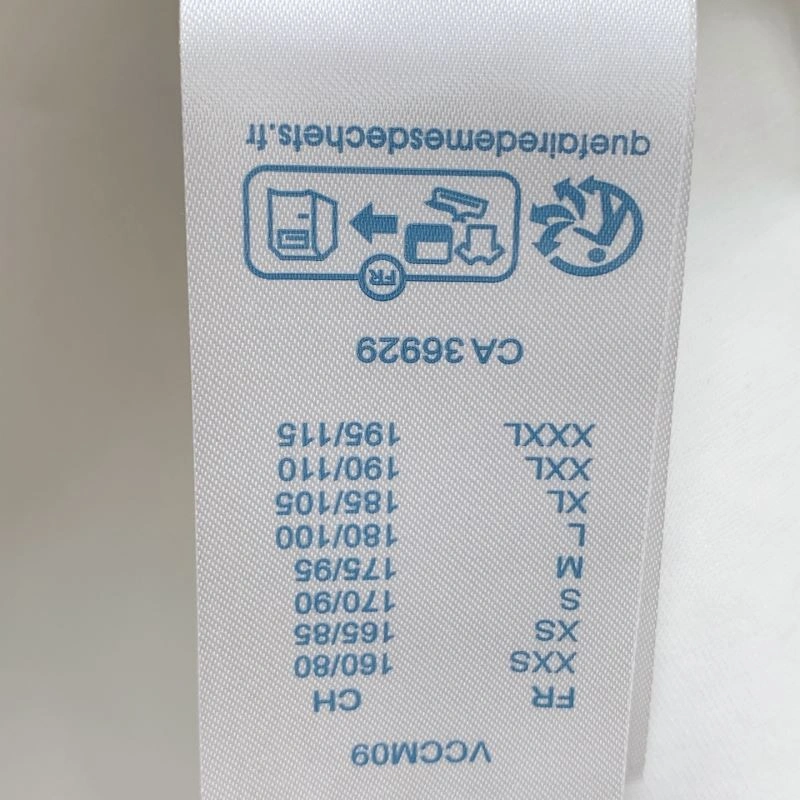 VCCM09
FR CH
XXS 160/80
XS 165/85
S 170/90
M 175/95
L 180/100
XL 185/105
XXL 190/110
XXXL 195/115
CA 36929
FR
quefairedemesdechets.fr